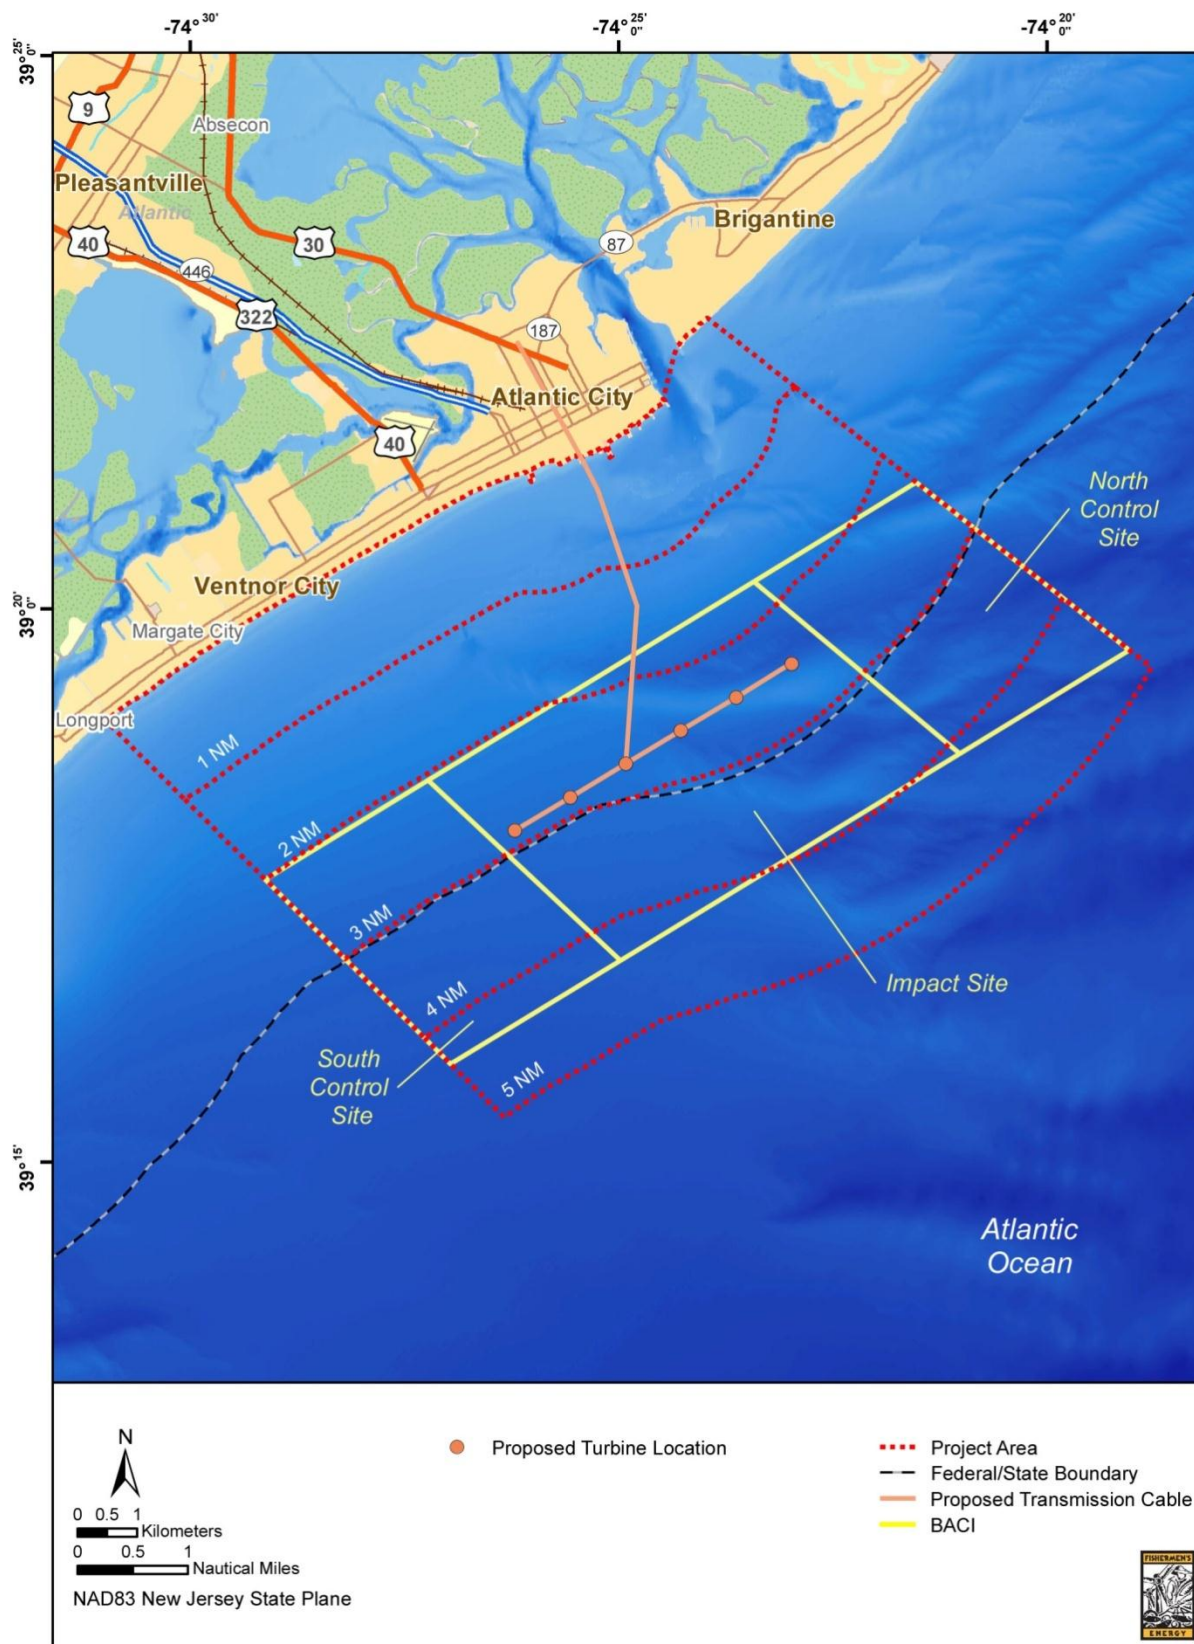 -74° 30' 0"
-74° 25' 0"
-74° 20' 0"
39° 25' 0"
9
Absecon
Pleasantville
Atlantic
Brigantine
40
30
87
446
322
187
Atlantic City
40
North
Control
Site
39° 20' 0"
Ventnor City
Margate City
Longport
1 NM
2 NM
3 NM
4 NM
Impact Site
South
Control
Site
5 NM
39° 15' 0"
Atlantic
Ocean
N
Proposed Turbine Location
Project Area
Federal/State Boundary
Proposed Transmission Cable
BACI
0 0.5 1
Kilometers
0 0.5 1
Nautical Miles
NAD83 New Jersey State Plane
FISHERMEN'S
ENERGY